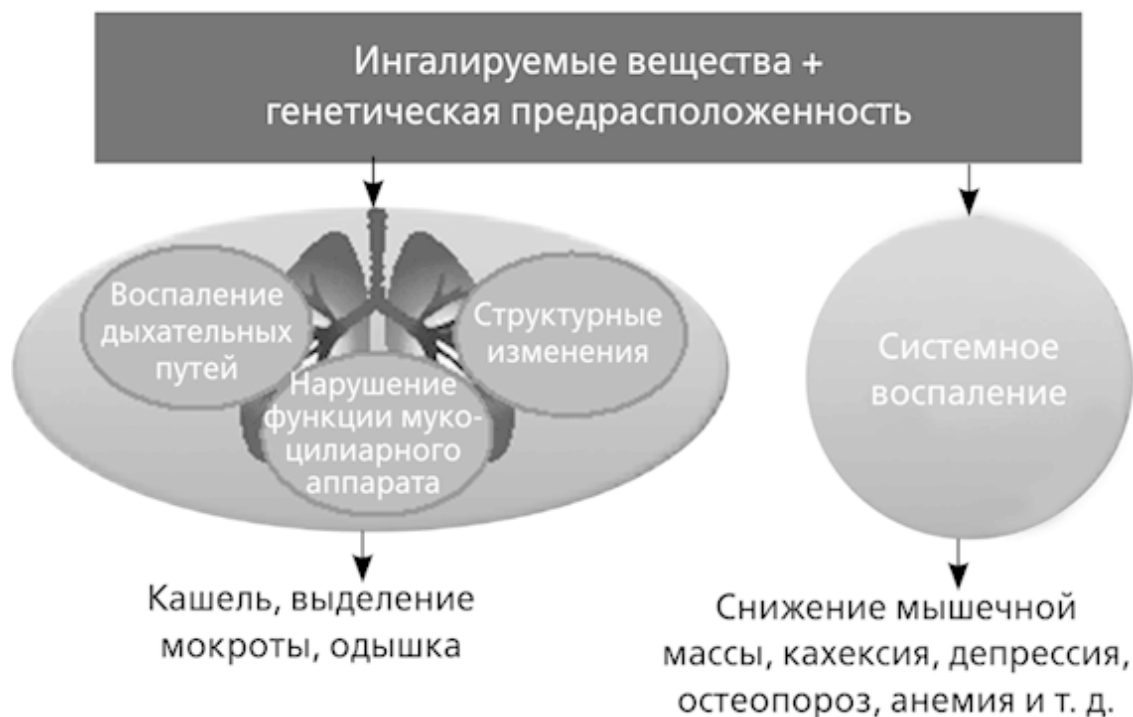 Ингалируемые вещества +
генетическая предрасположенность
Воспаление
дыхательных
путей
Нарушение
функции муко-
цилиарного
аппарата
Структурные
изменения
Системное
воспаление
Кашель, выделение
мокроты, одышка
Снижение мышечной
массы, кахексия, депрессия,
остеопороз, анемия и т. д.